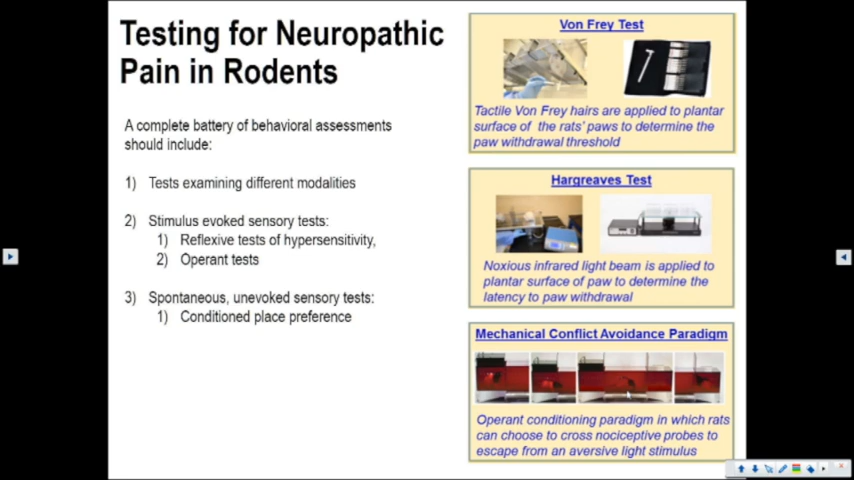 Testing for Neuropathic
Pain in Rodents
A complete battery of behavioral assessments
should include:
1) Tests examining different modalities
2) Stimulus evoked sensory tests:
1) Reflexive tests of hypersensitivity,
2) Operant tests
3) Spontaneous, unevoked sensory tests:
1) Conditioned place preference
Von Frey Test
Tactile Von Frey hairs are applied to plantar
surface of the rats' paws to determine the
paw withdrawal threshold
Hargreaves Test
Noxious infrared light beam is applied to
plantar surface of paw to determine the
latency to paw withdrawal
Mechanical Conflict Avoidance Paradigm
Operant conditioning paradigm in which rats
can choose to cross nociceptive probes to
escape from an aversive light stimulus